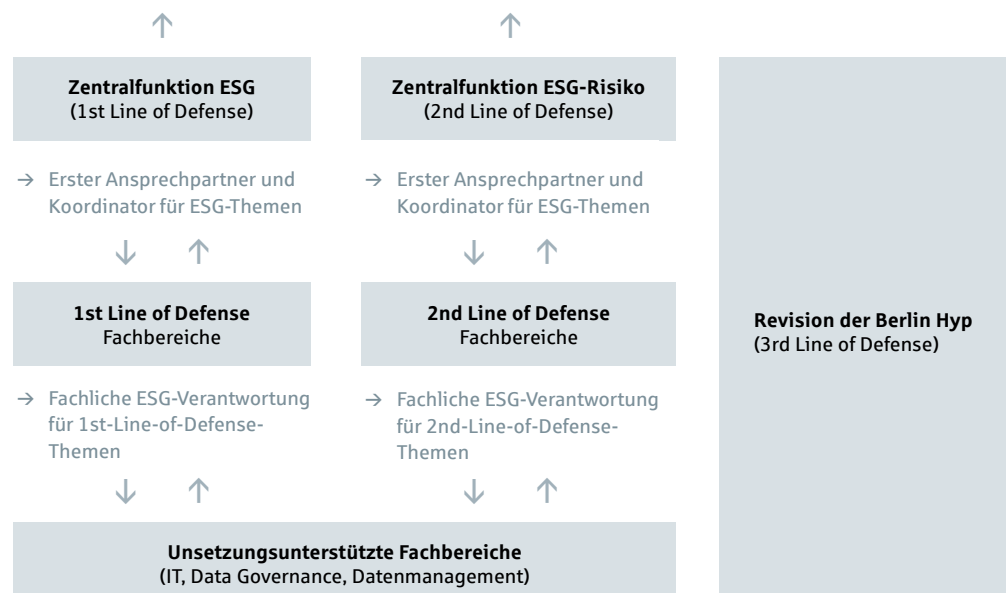 Zentralfunktion ESG
(1st Line of Defense)
→ Erster Ansprechpartner und
Koordinator für ESG-Themen
1st Line of Defense
Fachbereiche
→ Fachliche ESG-Verantwortung
für 1st-Line-of-Defense-
Themen
Zentralfunktion ESG-Risiko
(2nd Line of Defense)
→ Erster Ansprechpartner und
Koordinator für ESG-Themen
2nd Line of Defense
Fachbereiche
→ Fachliche ESG-Verantwortung
für 2nd-Line-of-Defense-
Themen
Unsetzungsunterstützte Fachbereiche
(IT, Data Governance, Datenmanagement)
Revision der Berlin Hyp
(3rd Line of Defense)